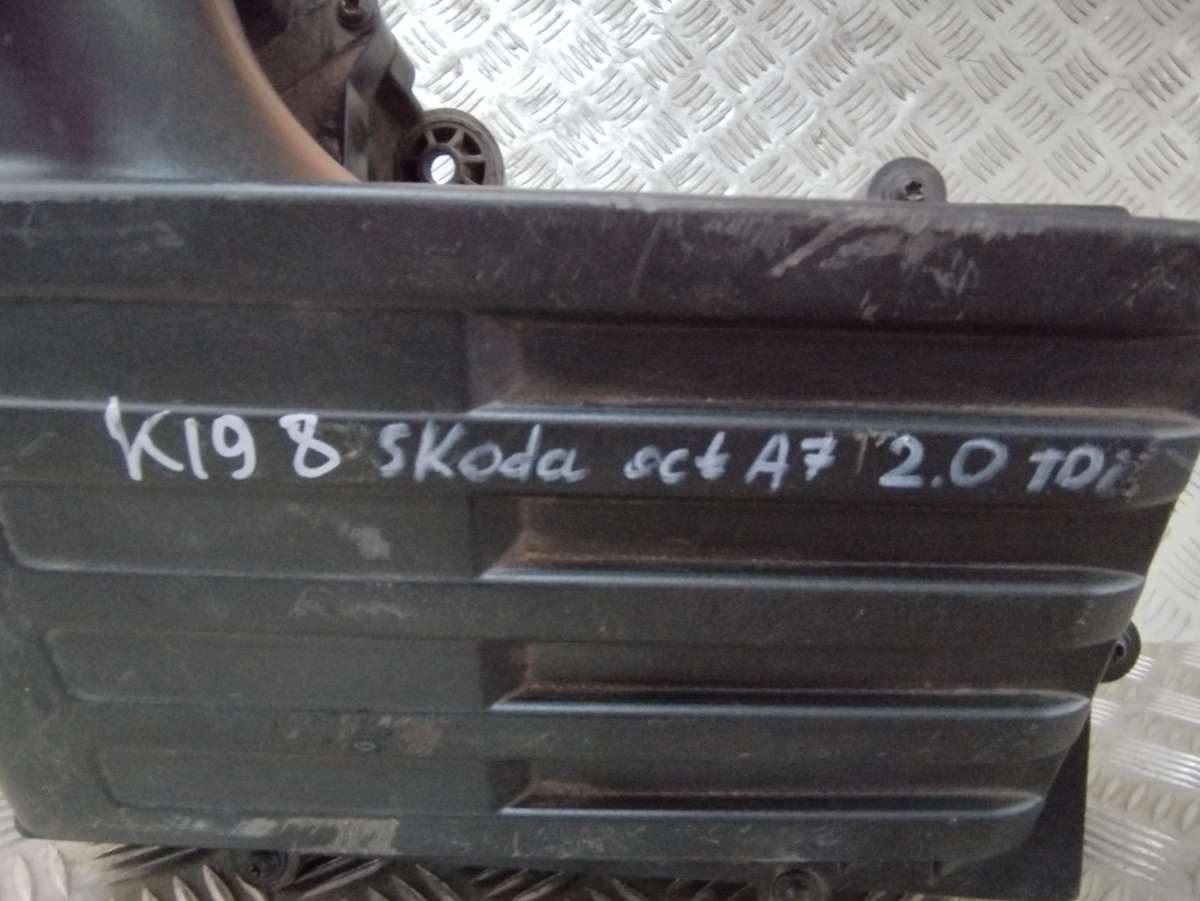 K198 Skoda oct A7 2.0 TDi